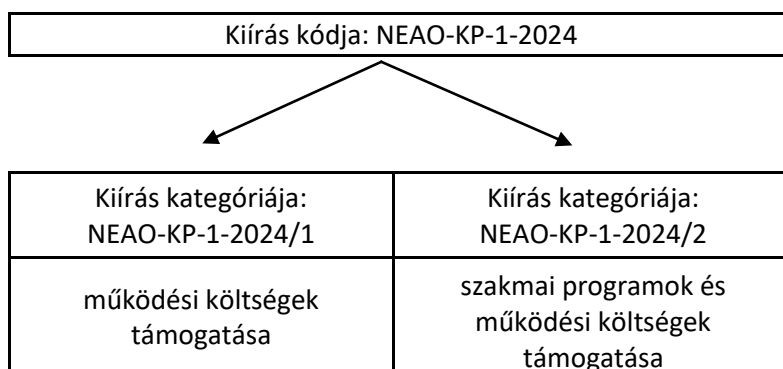 Kiírás kódja: NEAO-KP-1-2024
Kiírás kategóriája:
NEAO-KP-1-2024/1
Kiírás kategóriája:
NEAO-KP-1-2024/2
működési költségek
támogatása
szakmai programok és
működési költségek
támogatása